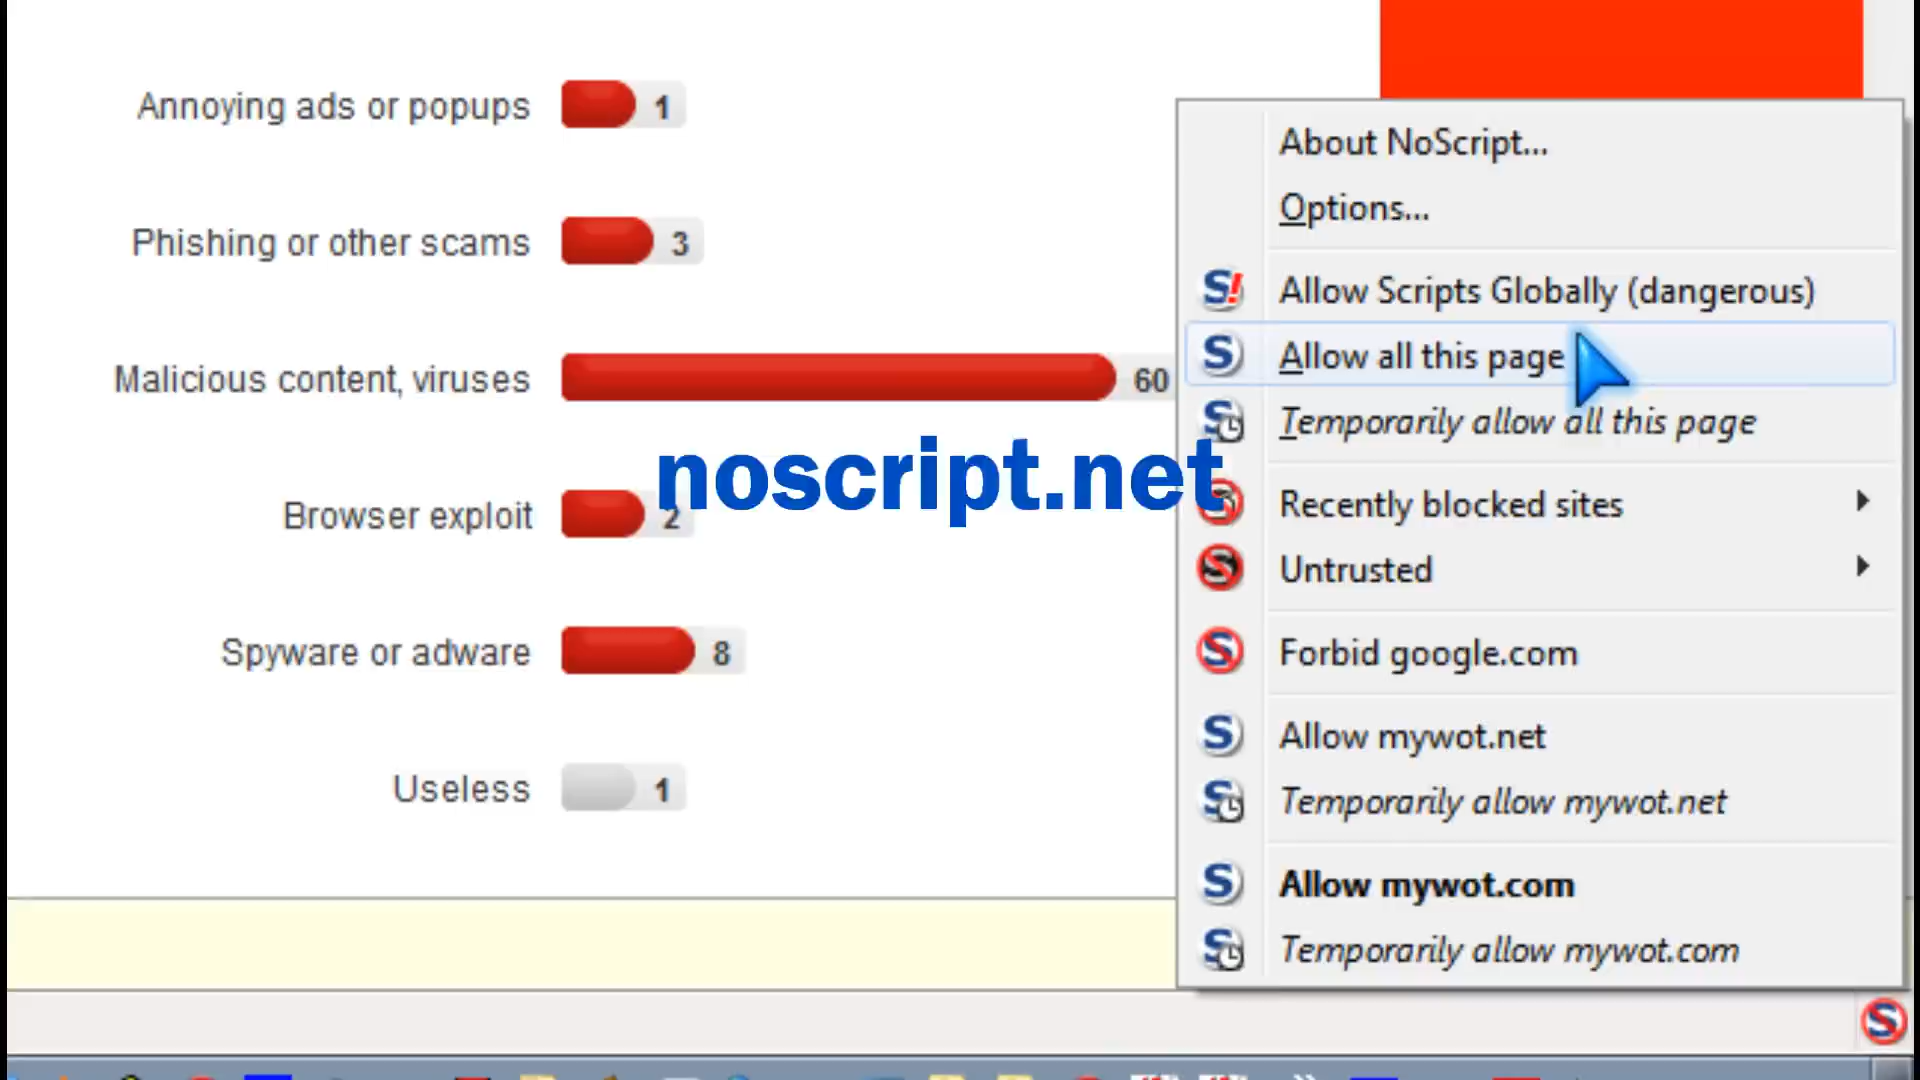 Annoying ads or popups 1
Phishing or other scams 3
Malicious content, viruses 60
Browser exploit 2
Spyware or adware 8
Useless 1
noscript.net
About NoScript...
Options...
Allow Scripts Globally (dangerous)
Allow all this page
Temporarily allow all this page
Recently blocked sites
Untrusted
Forbid google.com
Allow mywot.net
Temporarily allow mywot.net
Allow mywot.com
Temporarily allow mywot.com